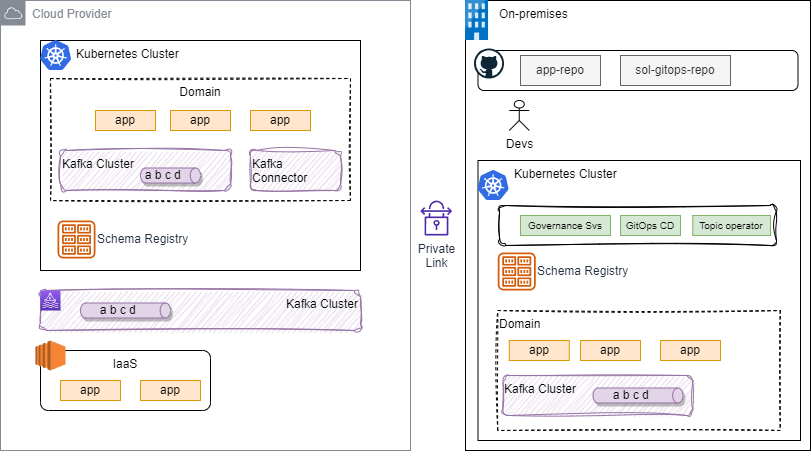 Cloud Provider
Kubernetes Cluster
Domain
app
app
app
Kafka Cluster
a b c d
Kafka
Connector
Schema Registry
Kafka Cluster
a b c d
IaaS
app
app
Private
Link
On-premises
app-repo
sol-gitops-repo
Devs
Kubernetes Cluster
Governance Svs
GitOps CD
Topic operator
Schema Registry
Domain
app
app
app
Kafka Cluster
a b c d